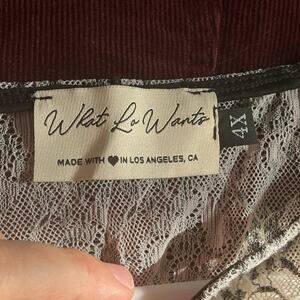 What Lo Wants
MADE WITH ♥ IN LOS ANGELES, CA
4X